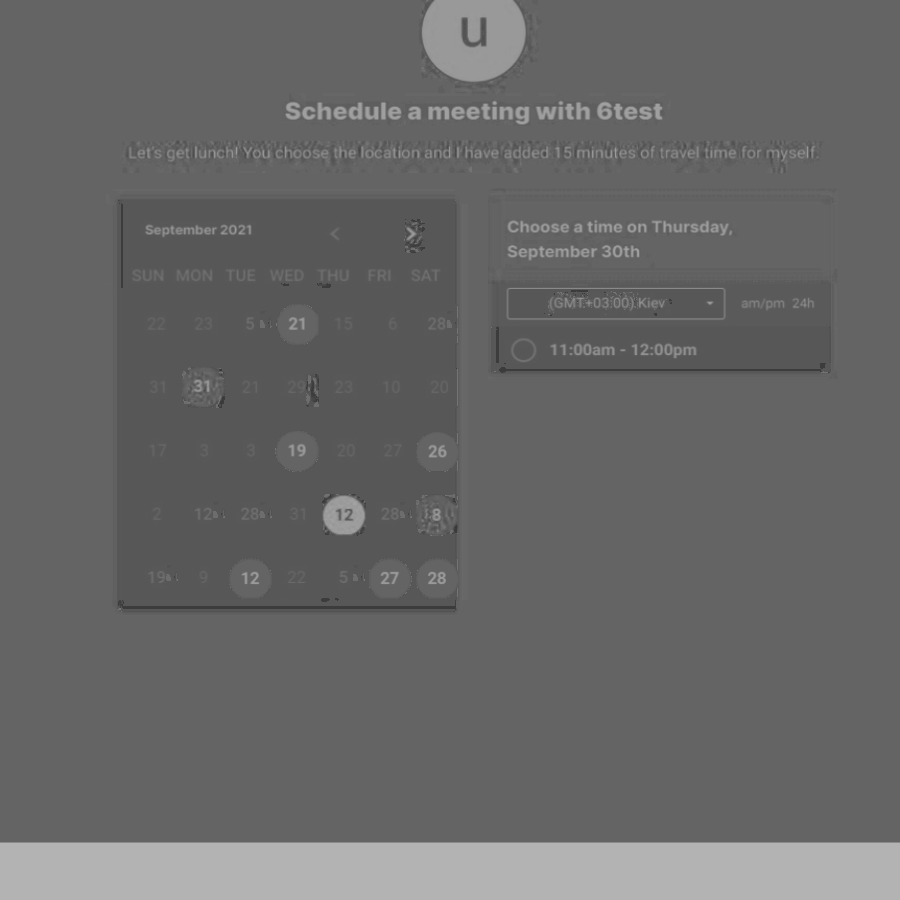 u
Schedule a meeting with 6test
Let's get lunch! You choose the location and I have added 15 minutes of travel time for myself.
September 2021
SUN MON TUE WED THU FRI SAT
22 23 5 21 15 6 28
31 31 21 29 23 10 20
17 3 3 19 20 27 26
2 12 28 31 12 28 8
19 9 12 22 5 27 28
Choose a time on Thursday,
September 30th
(GMT+03:00) Kiev am/pm 24h
11:00am - 12:00pm